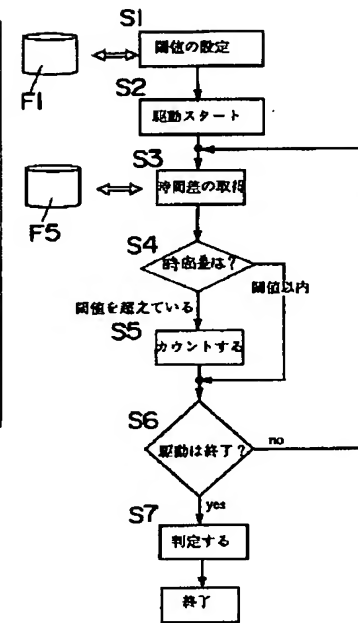 S1
閾値の設定
F1
S2
駆動スタート
S3
時間差の取得
F5
S4
時間差は?
閾値以内
閾値を超えている
S5
カウントする
S6
駆動は終了?
no
yes
S7
判定する
終了